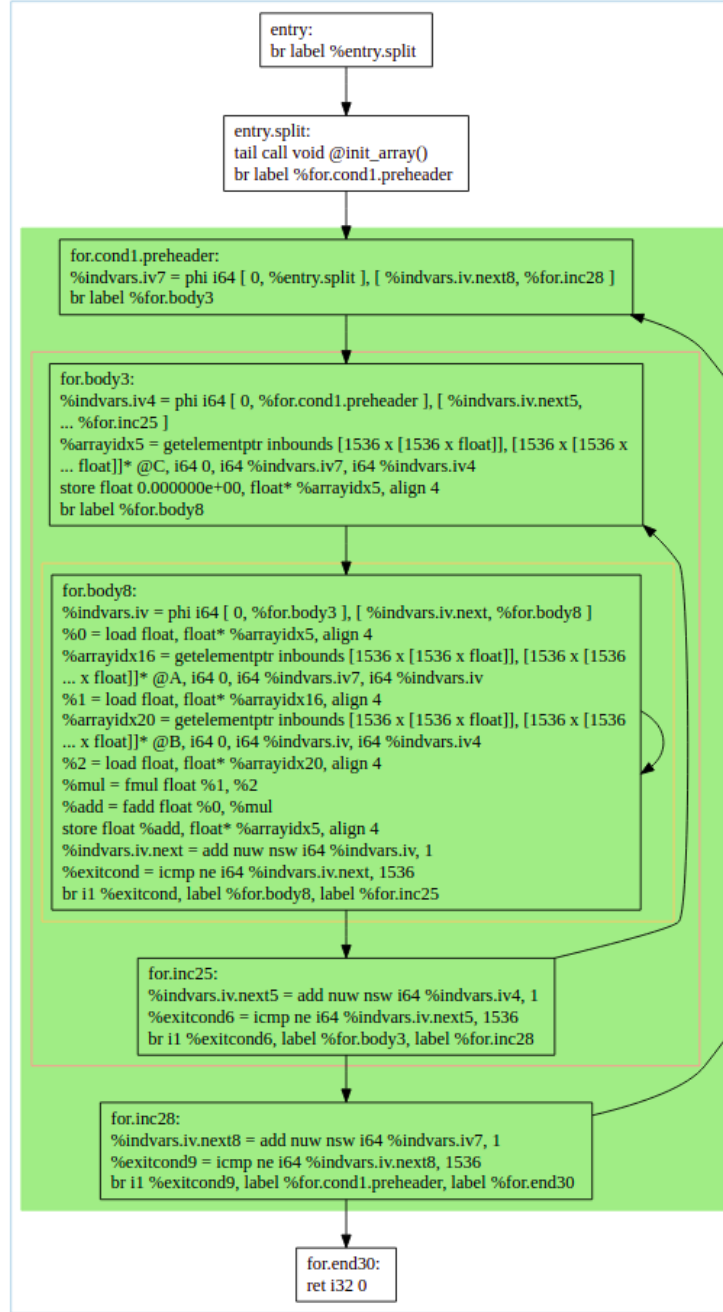 entry:
br label %entry.split
entry.split:
tail call void @init_array()
br label %for.cond1.preheader
for.cond1.preheader:
%indvars.iv7 = phi i64 [ 0, %entry.split ], [ %indvars.iv.next8, %for.inc28 ]
br label %for.body3
for.body3:
%indvars.iv4 = phi i64 [ 0, %for.cond1.preheader ], [ %indvars.iv.next5,
... %for.inc25 ]
%arrayidx5 = getelementptr inbounds [1536 x [1536 x float]], [1536 x [1536 x
... float]]* @C, i64 0, i64 %indvars.iv7, i64 %indvars.iv4
store float 0.000000e+00, float* %arrayidx5, align 4
br label %for.body8
for.body8:
%indvars.iv = phi i64 [ 0, %for.body3 ], [ %indvars.iv.next, %for.body8 ]
%0 = load float, float* %arrayidx5, align 4
%arrayidx16 = getelementptr inbounds [1536 x [1536 x float]], [1536 x [1536
... x float]]* @A, i64 0, i64 %indvars.iv7, i64 %indvars.iv
%1 = load float, float* %arrayidx16, align 4
%arrayidx20 = getelementptr inbounds [1536 x [1536 x float]], [1536 x [1536
... x float]]* @B, i64 0, i64 %indvars.iv, i64 %indvars.iv4
%2 = load float, float* %arrayidx20, align 4
%mul = fmul float %1, %2
%add = fadd float %0, %mul
store float %add, float* %arrayidx5, align 4
%indvars.iv.next = add nuw nsw i64 %indvars.iv, 1
%exitcond = icmp ne i64 %indvars.iv.next, 1536
br i1 %exitcond, label %for.body8, label %for.inc25
for.inc25:
%indvars.iv.next5 = add nuw nsw i64 %indvars.iv4, 1
%exitcond6 = icmp ne i64 %indvars.iv.next5, 1536
br i1 %exitcond6, label %for.body3, label %for.inc28
for.inc28:
%indvars.iv.next8 = add nuw nsw i64 %indvars.iv7, 1
%exitcond9 = icmp ne i64 %indvars.iv.next8, 1536
br i1 %exitcond9, label %for.cond1.preheader, label %for.end30
for.end30:
ret i32 0